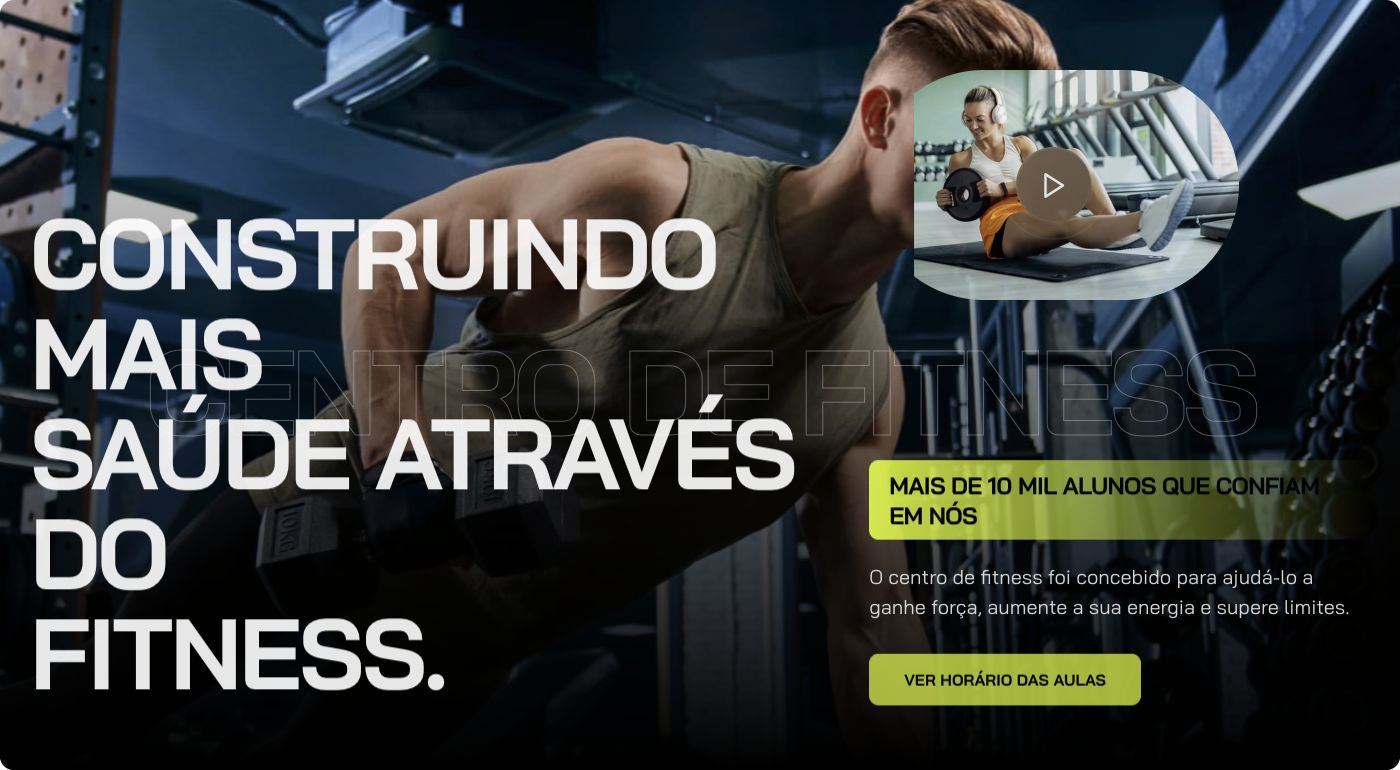 CONSTRUINDO
MAIS
SAÚDE ATRAVÉS
DO
FITNESS.
CENTRO DE FITNESS
MAIS DE 10 MIL ALUNOS QUE CONFIAM
EM NÓS
O centro de fitness foi concebido para ajudá-lo a
ganhe força, aumente a sua energia e supere limites.
VER HORÁRIO DAS AULAS
10KG